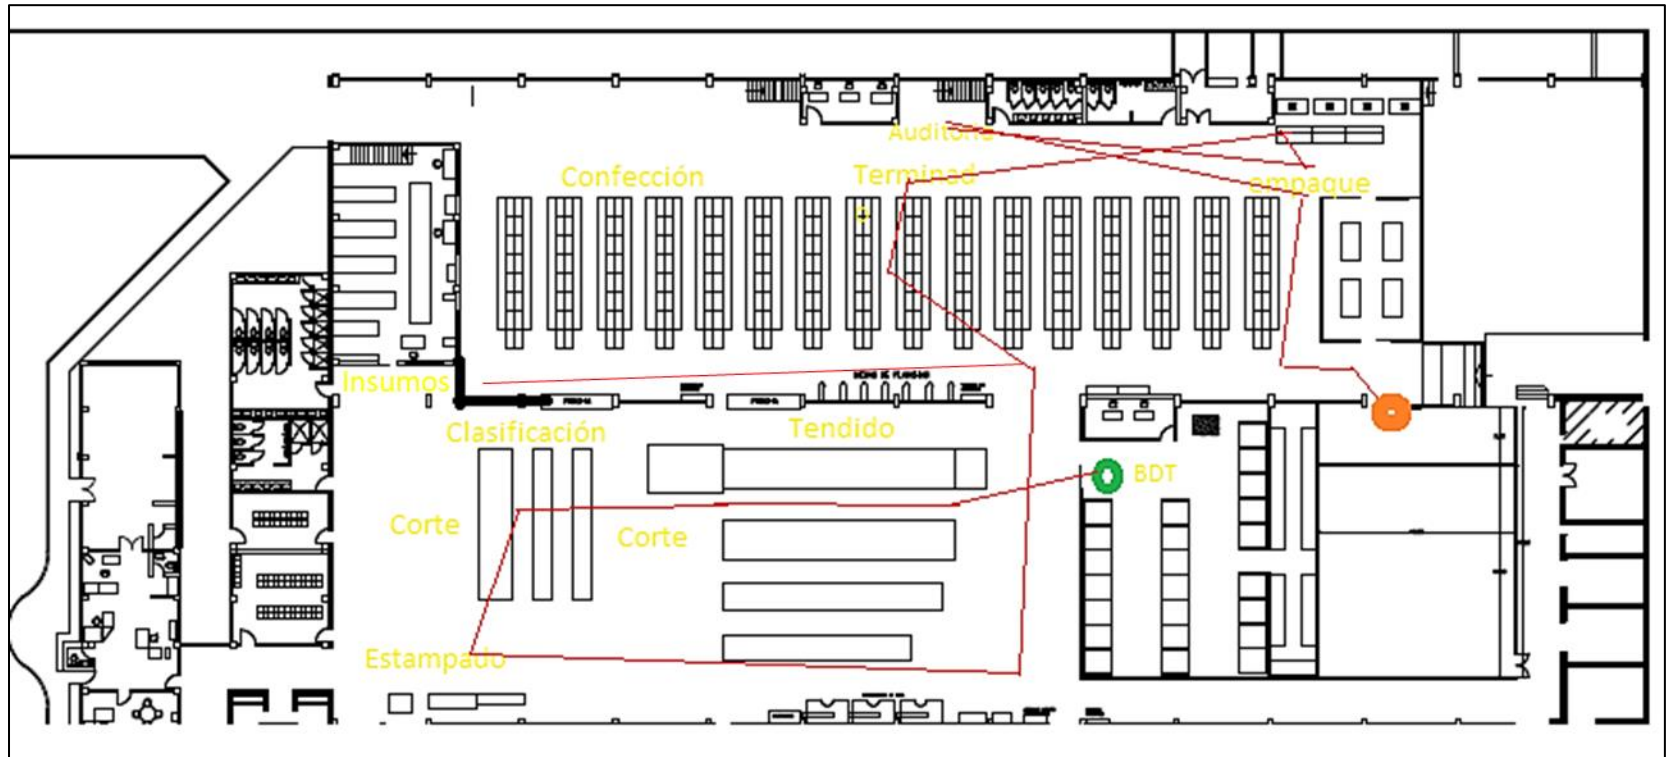 Auditoria
Confección
Terminad
o
empaque
Insumos
Clasificación
Tendido
BDT
Corte
Corte
Estampado